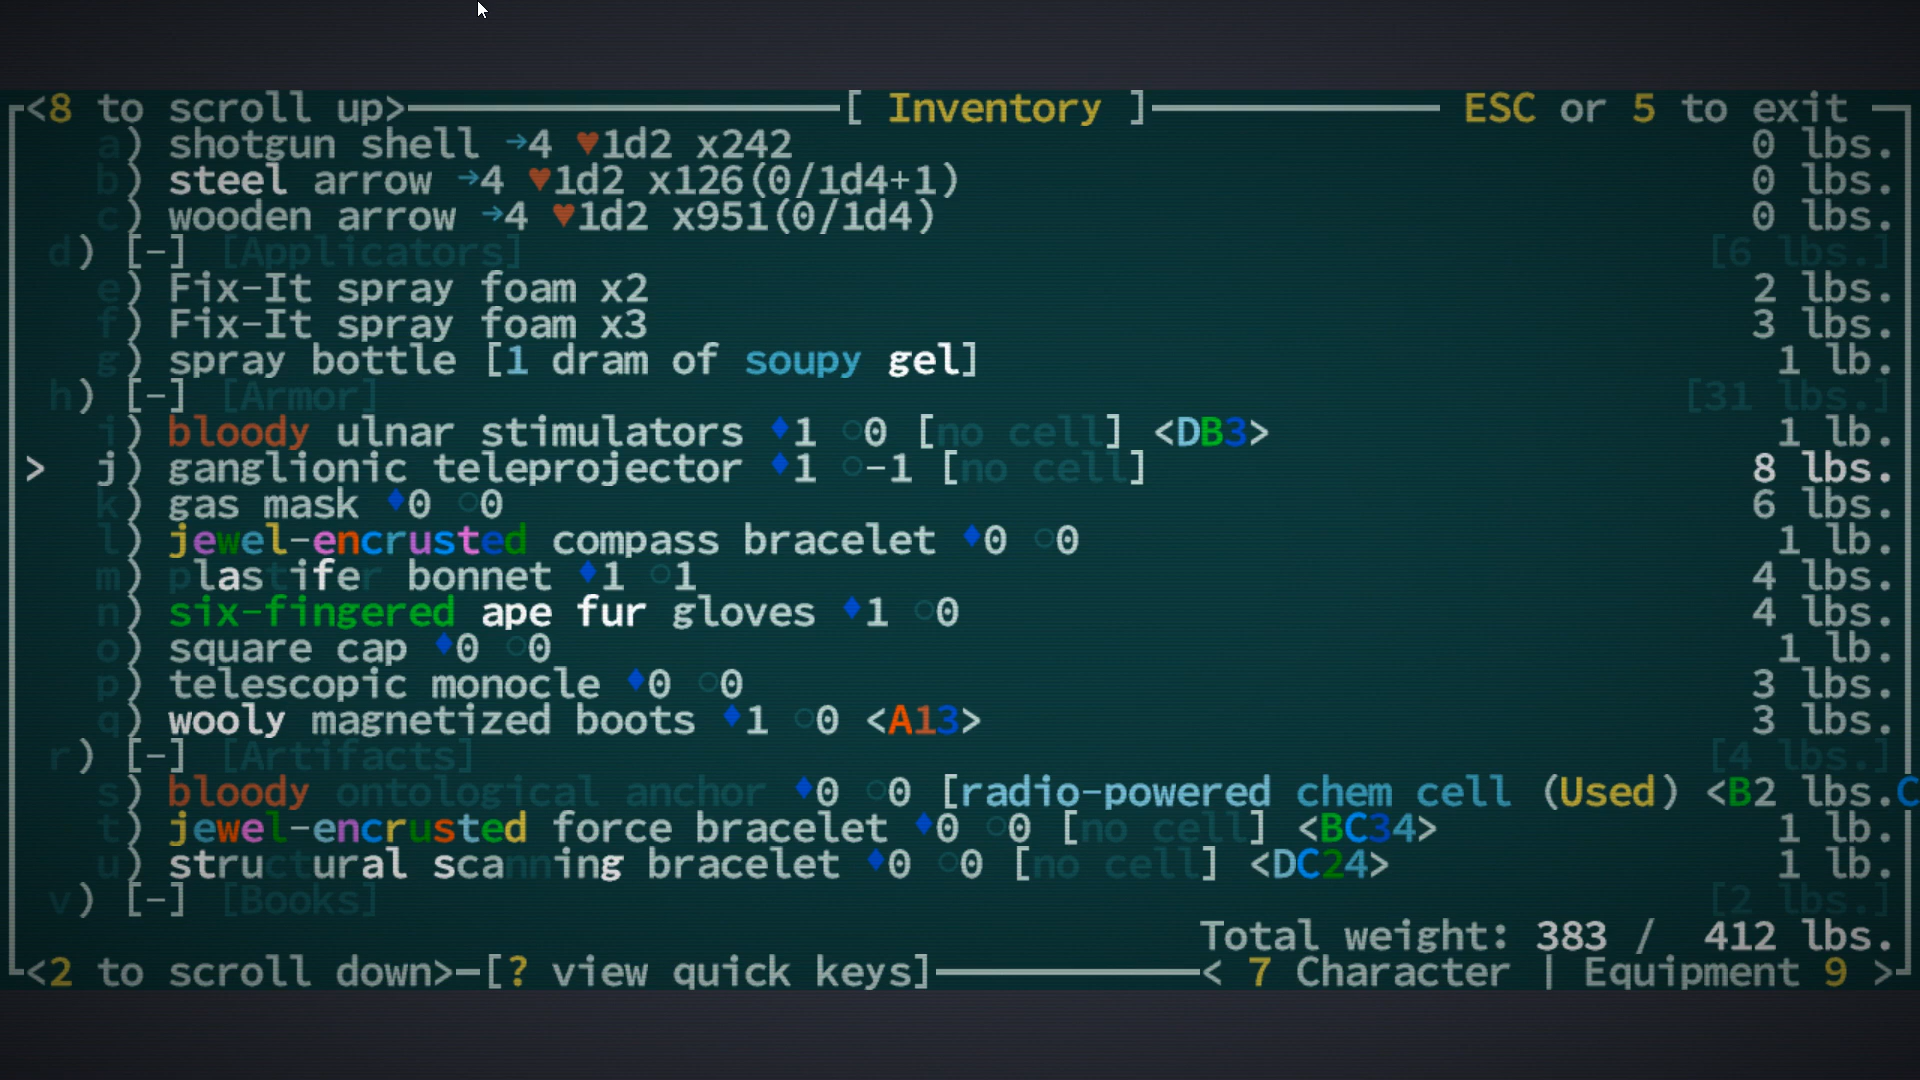 <8 to scroll up> [ Inventory ] ESC or 5 to exit
a) shotgun shell →4 ♥1d2 x242 0 lbs.
b) steel arrow →4 ♥1d2 x126(0/1d4+1) 0 lbs.
c) wooden arrow →4 ♥1d2 x951(0/1d4) 0 lbs.
d) [-] [Applicators] [6 lbs.]
e) Fix-It spray foam x2 2 lbs.
f) Fix-It spray foam x3 3 lbs.
g) spray bottle [1 dram of soupy gel] 1 lb.
h) [-] [Armor] [31 lbs.]
i) bloody ulnar stimulators ♦1 ○0 [no cell] <DB3> 1 lb.
> j) ganglionic teleprojector ♦1 ○-1 [no cell] 8 lbs.
k) gas mask ♦0 ○0 6 lbs.
l) jewel-encrusted compass bracelet ♦0 ○0 1 lb.
m) plastifer bonnet ♦1 ○1 4 lbs.
n) six-fingered ape fur gloves ♦1 ○0 4 lbs.
o) square cap ♦0 ○0 1 lb.
p) telescopic monocle ♦0 ○0 3 lbs.
q) wooly magnetized boots ♦1 ○0 <A13> 3 lbs.
r) [-] [Artifacts] [4 lbs.]
s) bloody ontological anchor ♦0 ○0 [radio-powered chem cell (Used) <B2 lbs.C
t) jewel-encrusted force bracelet ♦0 ○0 [no cell] <BC34> 1 lb.
u) structural scanning bracelet ♦0 ○0 [no cell] <DC24> 1 lb.
v) [-] [Books] [2 lbs.]
Total weight: 383 / 412 lbs.
<2 to scroll down> [? view quick keys] < 7 Character | Equipment 9 >